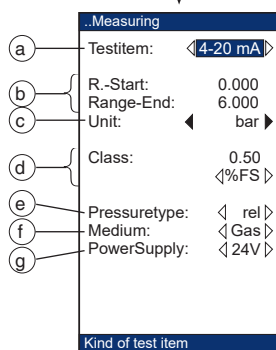 ..Measuring
a Testitem: 4-20 mA
b R.-Start: 0.000
Range-End: 6.000
c Unit: bar
d Class: 0.50
%FS
e Pressuretype: rel
f Medium: Gas
g PowerSupply: 24V
Kind of test item